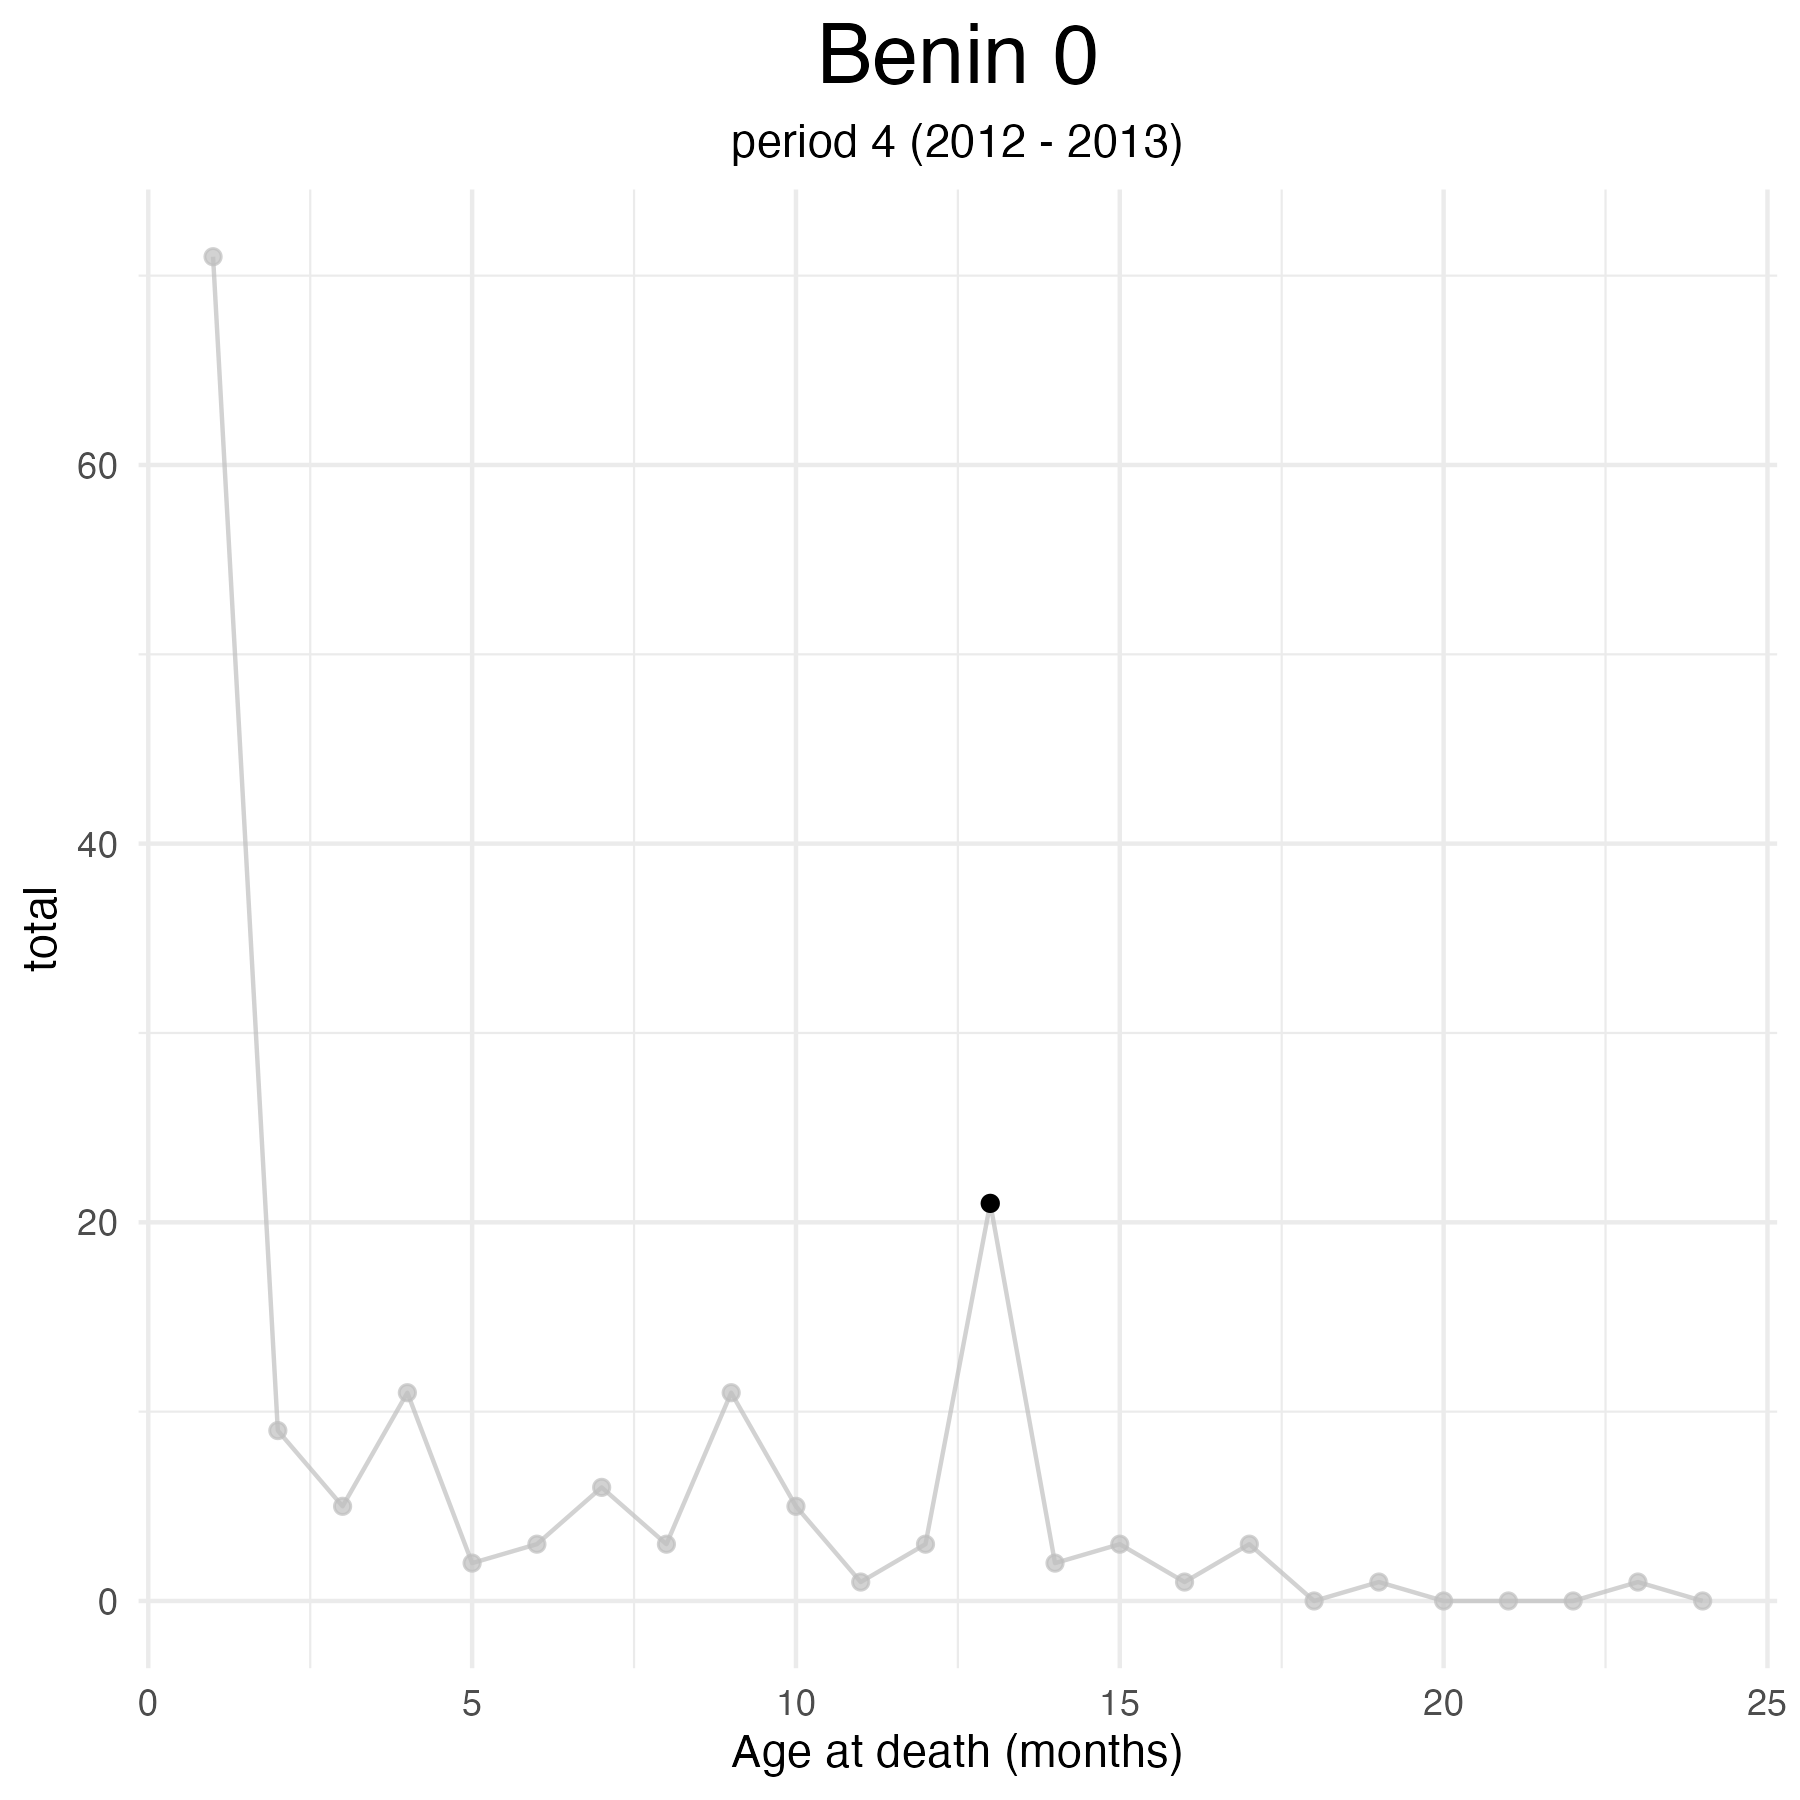 Benin 0
period 4 (2012 - 2013)
total
60
40
20
0
0 5 10 15 20 25
Age at death (months)